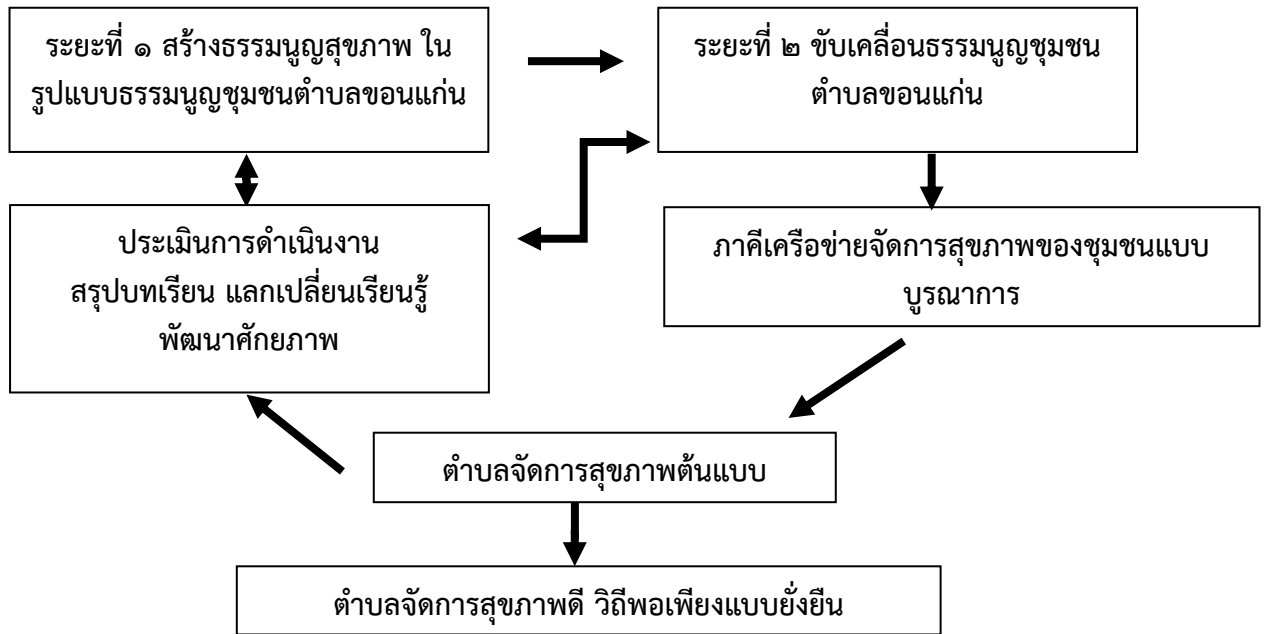 ระยะที่ ๑ สร้างธรรมนูญสุขภาพ ใน
รูปแบบธรรมนูญชุมชนตำบลขอนแก่น
ระยะที่ ๒ ขับเคลื่อนธรรมนูญชุมชน
ตำบลขอนแก่น
ประเมินการดำเนินงาน
สรุปบทเรียน แลกเปลี่ยนเรียนรู้
พัฒนาศักยภาพ
ภาคีเครือข่ายจัดการสุขภาพของชุมชนแบบ
บูรณาการ
ตำบลจัดการสุขภาพต้นแบบ
ตำบลจัดการสุขภาพดี วิถีพอเพียงแบบยั่งยืน